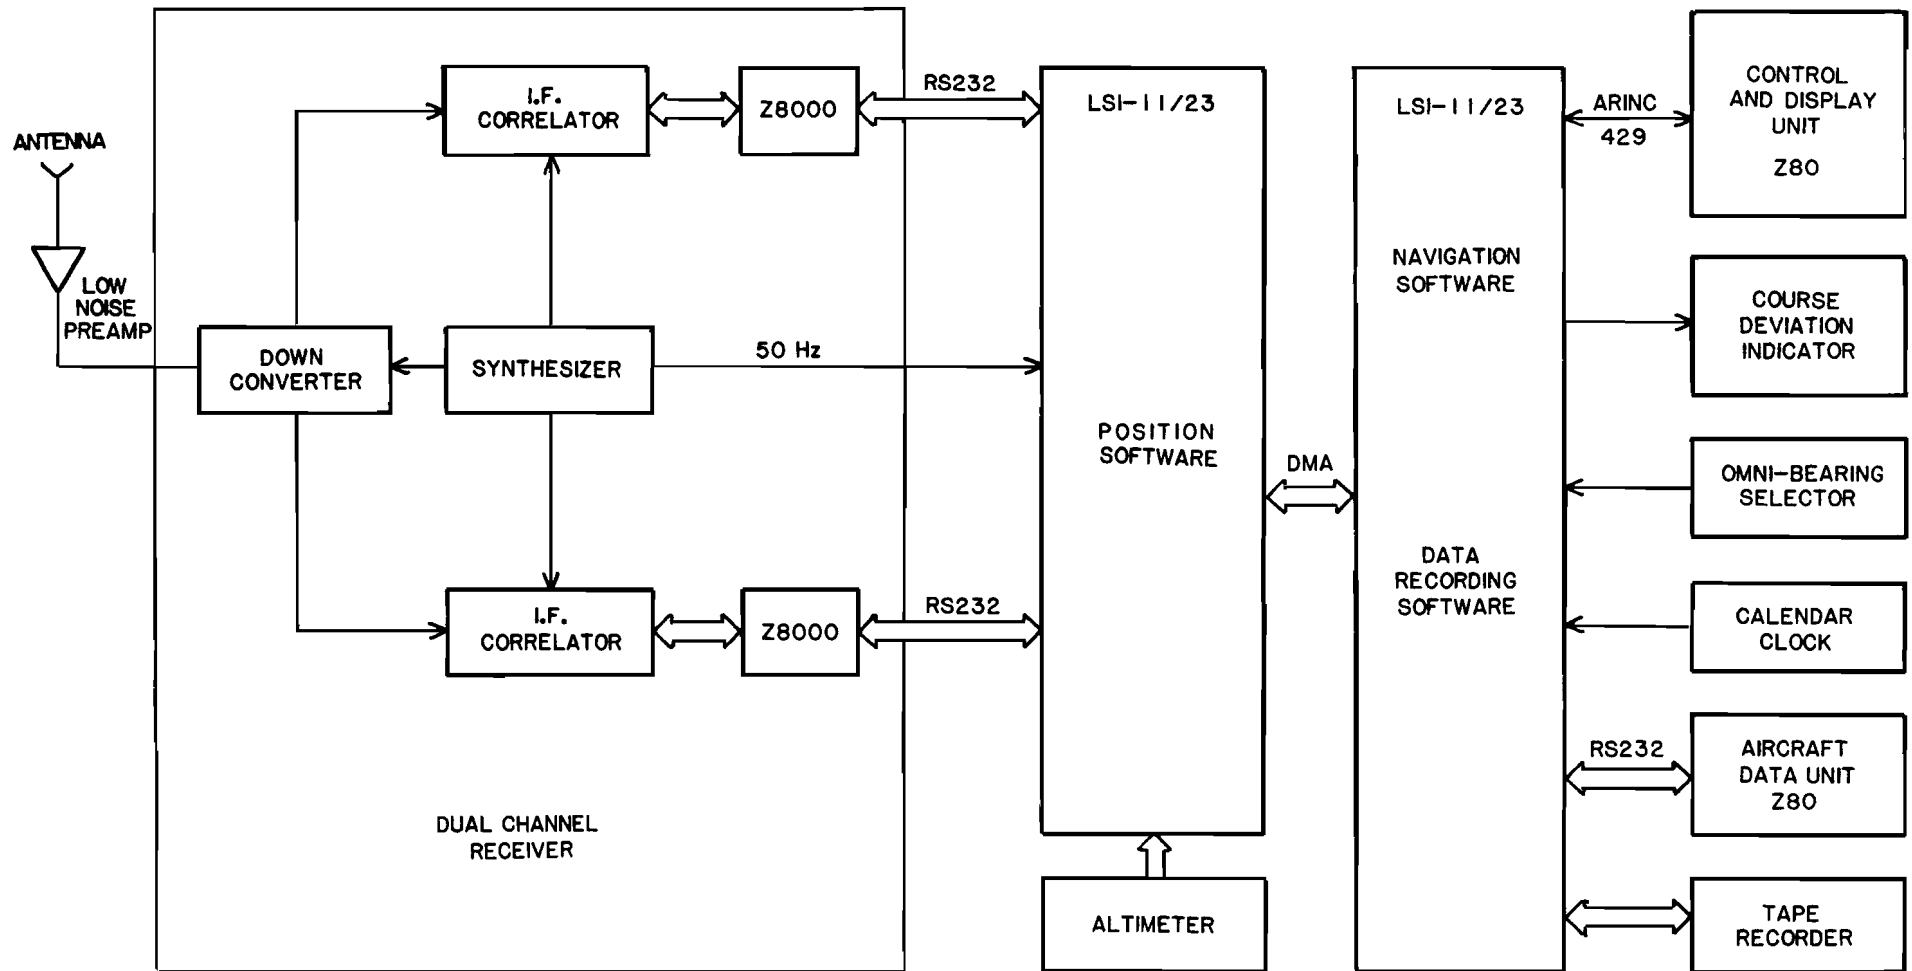 ANTENNA
LOW
NOISE
PREAMP
DOWN
CONVERTER
I.F.
CORRELATOR
Z8000
SYNTHESIZER
50 Hz
I.F.
CORRELATOR
Z8000
DUAL CHANNEL
RECEIVER
RS232
RS232
LSI-11/23
POSITION
SOFTWARE
ALTIMETER
DMA
LSI-11/23
NAVIGATION
SOFTWARE
DATA
RECORDING
SOFTWARE
ARINC
429
CONTROL
AND DISPLAY
UNIT
Z80
COURSE
DEVIATION
INDICATOR
OMNI-BEARING
SELECTOR
CALENDAR
CLOCK
RS232
AIRCRAFT
DATA UNIT
Z80
TAPE
RECORDER